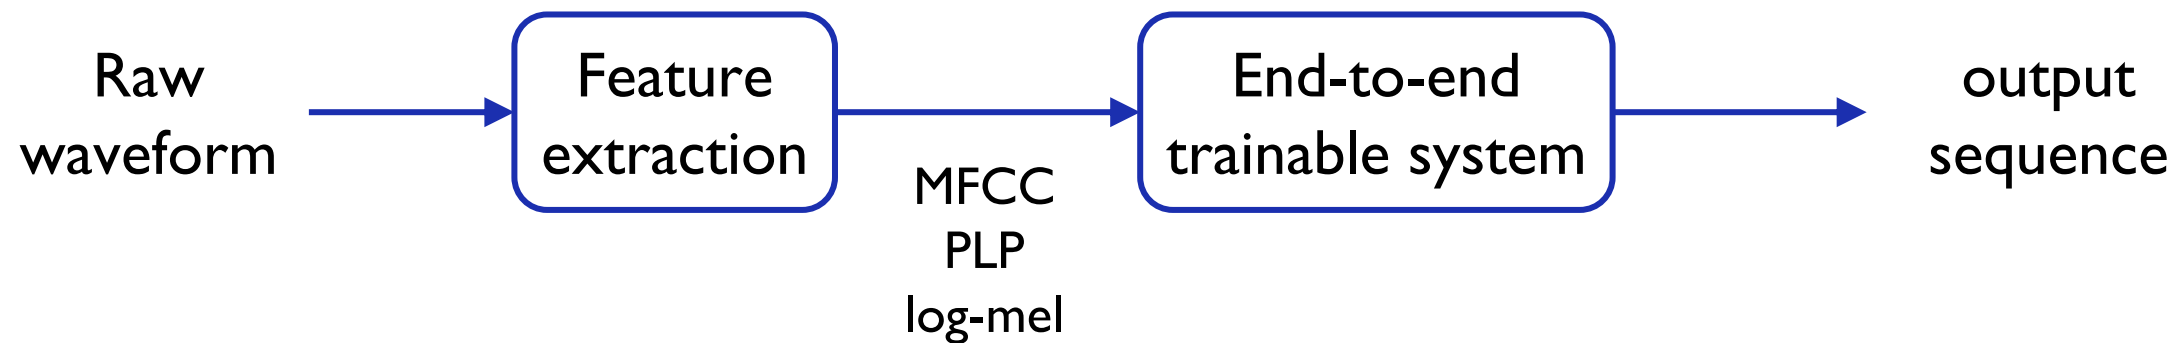 Raw
waveform
Feature
extraction
MFCC
PLP
log-mel
End-to-end
trainable system
output
sequence